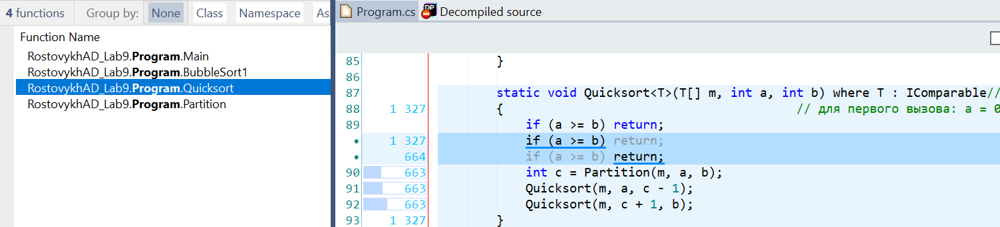 4 functions Group by: None Class Namespace As
Program.cs Decompiled source
Function Name
RostovykhAD_Lab9.Program.Main
RostovykhAD_Lab9.Program.BubbleSort1
RostovykhAD_Lab9.Program.Quicksort
RostovykhAD_Lab9.Program.Partition
85 }
86
87 static void Quicksort<T>(T[] m, int a, int b) where T : IComparable//
88 1 327 { // для первого вызова: a = 0
89 if (a >= b) return;
• 1 327 if (a >= b) return;
• 664 if (a >= b) return;
90 663 int c = Partition(m, a, b);
91 663 Quicksort(m, a, c - 1);
92 663 Quicksort(m, c + 1, b);
93 1 327 }